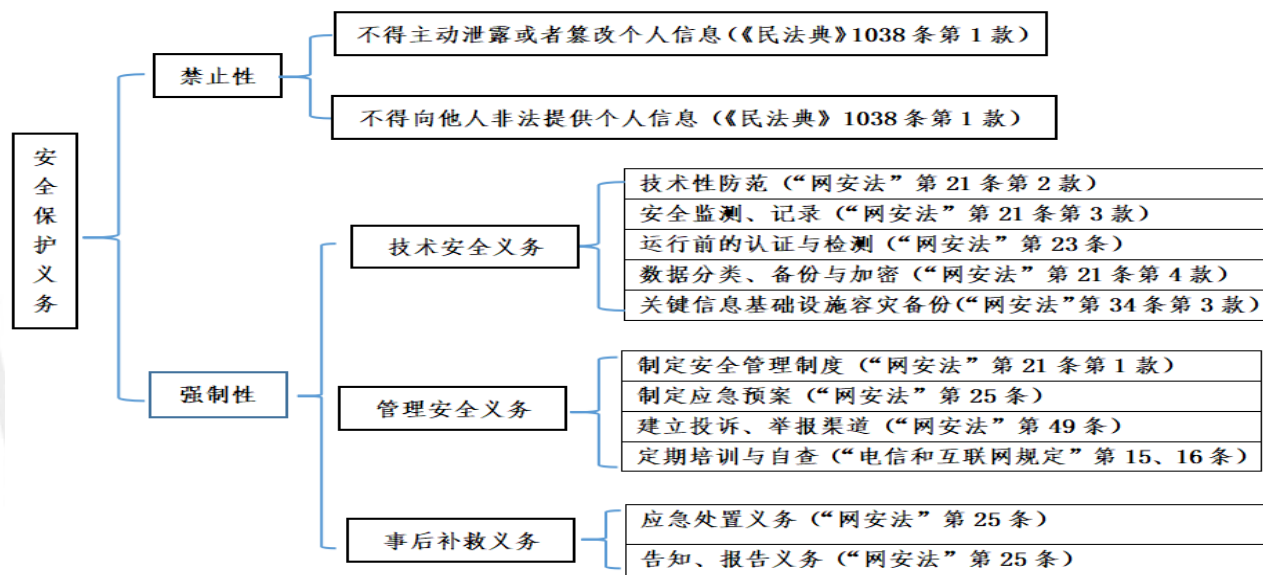 安全保护义务
禁止性
不得主动泄露或者篡改个人信息(《民法典》1038条第1款)
不得向他人非法提供个人信息(《民法典》1038条第1款)
强制性
技术安全义务
技术性防范(“网安法”第21条第2款)
安全监测、记录(“网安法”第21条第3款)
运行前的认证与检测(“网安法”第23条)
数据分类、备份与加密(“网安法”第21条第4款)
关键信息基础设施容灾备份(“网安法”第34条第3款)
管理安全义务
制定安全管理制度(“网安法”第21条第1款)
制定应急预案(“网安法”第25条)
建立投诉、举报渠道(“网安法”第49条)
定期培训与自查(“电信和互联网规定”第15、16条)
事后补救义务
应急处置义务(“网安法”第25条)
告知、报告义务(“网安法”第25条)